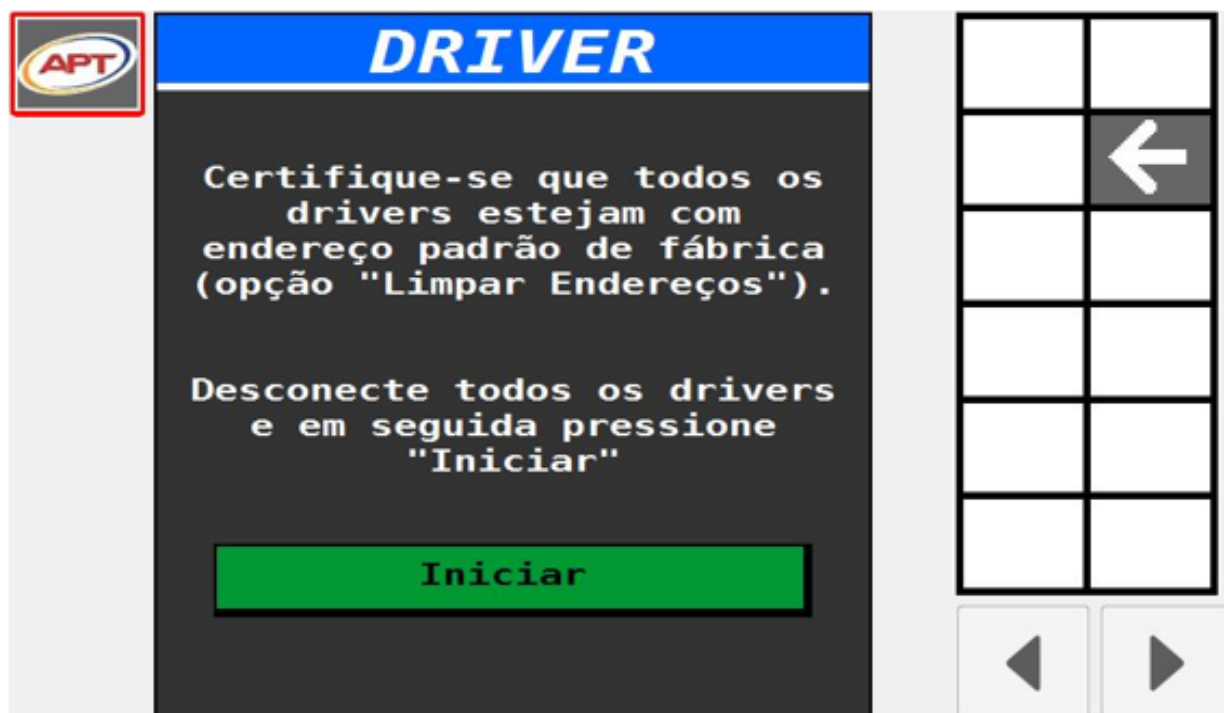 APT
DRIVER
Certifique-se que todos os
drivers estejam com
endereço padrão de fábrica
(opção "Limpar Endereços").
Desconecte todos os drivers
e em seguida pressione
"Iniciar"
Iniciar